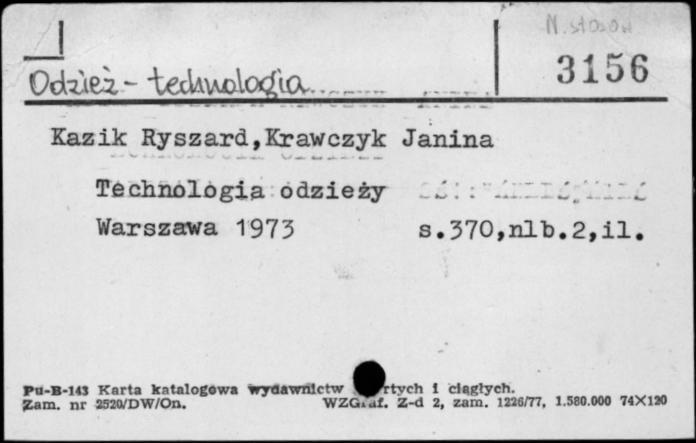 N. stosow
3156
Odzież - technologia
Kazik Ryszard,Krawczyk Janina
Technologia odzieży
Warszawa 1973 s.370,nlb.2,il.
Pu-B-143 Karta katalogowa wydawnictw rtych i ciągłych.
Zam. nr 2520/DW/On. WZGraf. Z-d 2, zam. 1226/77, 1.580.000 74X120